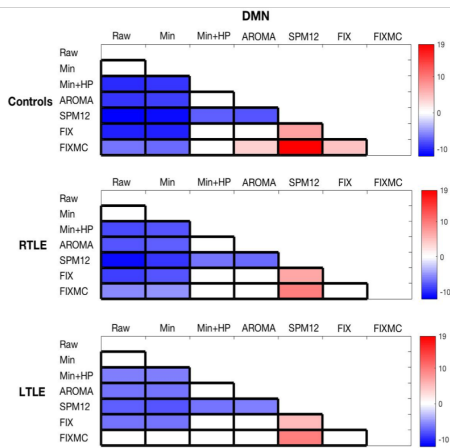 DMN
Raw Min Min+HP AROMA SPM12 FIX FIXMC
Controls
Raw
Min
Min+HP
AROMA
SPM12
FIX
FIXMC
19
10
0
-10
Raw Min Min+HP AROMA SPM12 FIX FIXMC
RTLE
Raw
Min
Min+HP
AROMA
SPM12
FIX
FIXMC
19
10
0
-10
Raw Min Min+HP AROMA SPM12 FIX FIXMC
LTLE
Raw
Min
Min+HP
AROMA
SPM12
FIX
FIXMC
19
10
0
-10